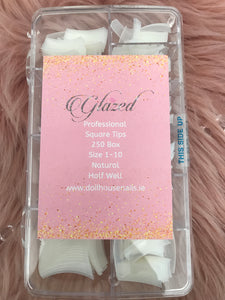 Glazed
Professional
Square Tips
250 Box
Size 1-10
Natural
Half Well
www.dollhousenails.ie
THIS SIDE UP